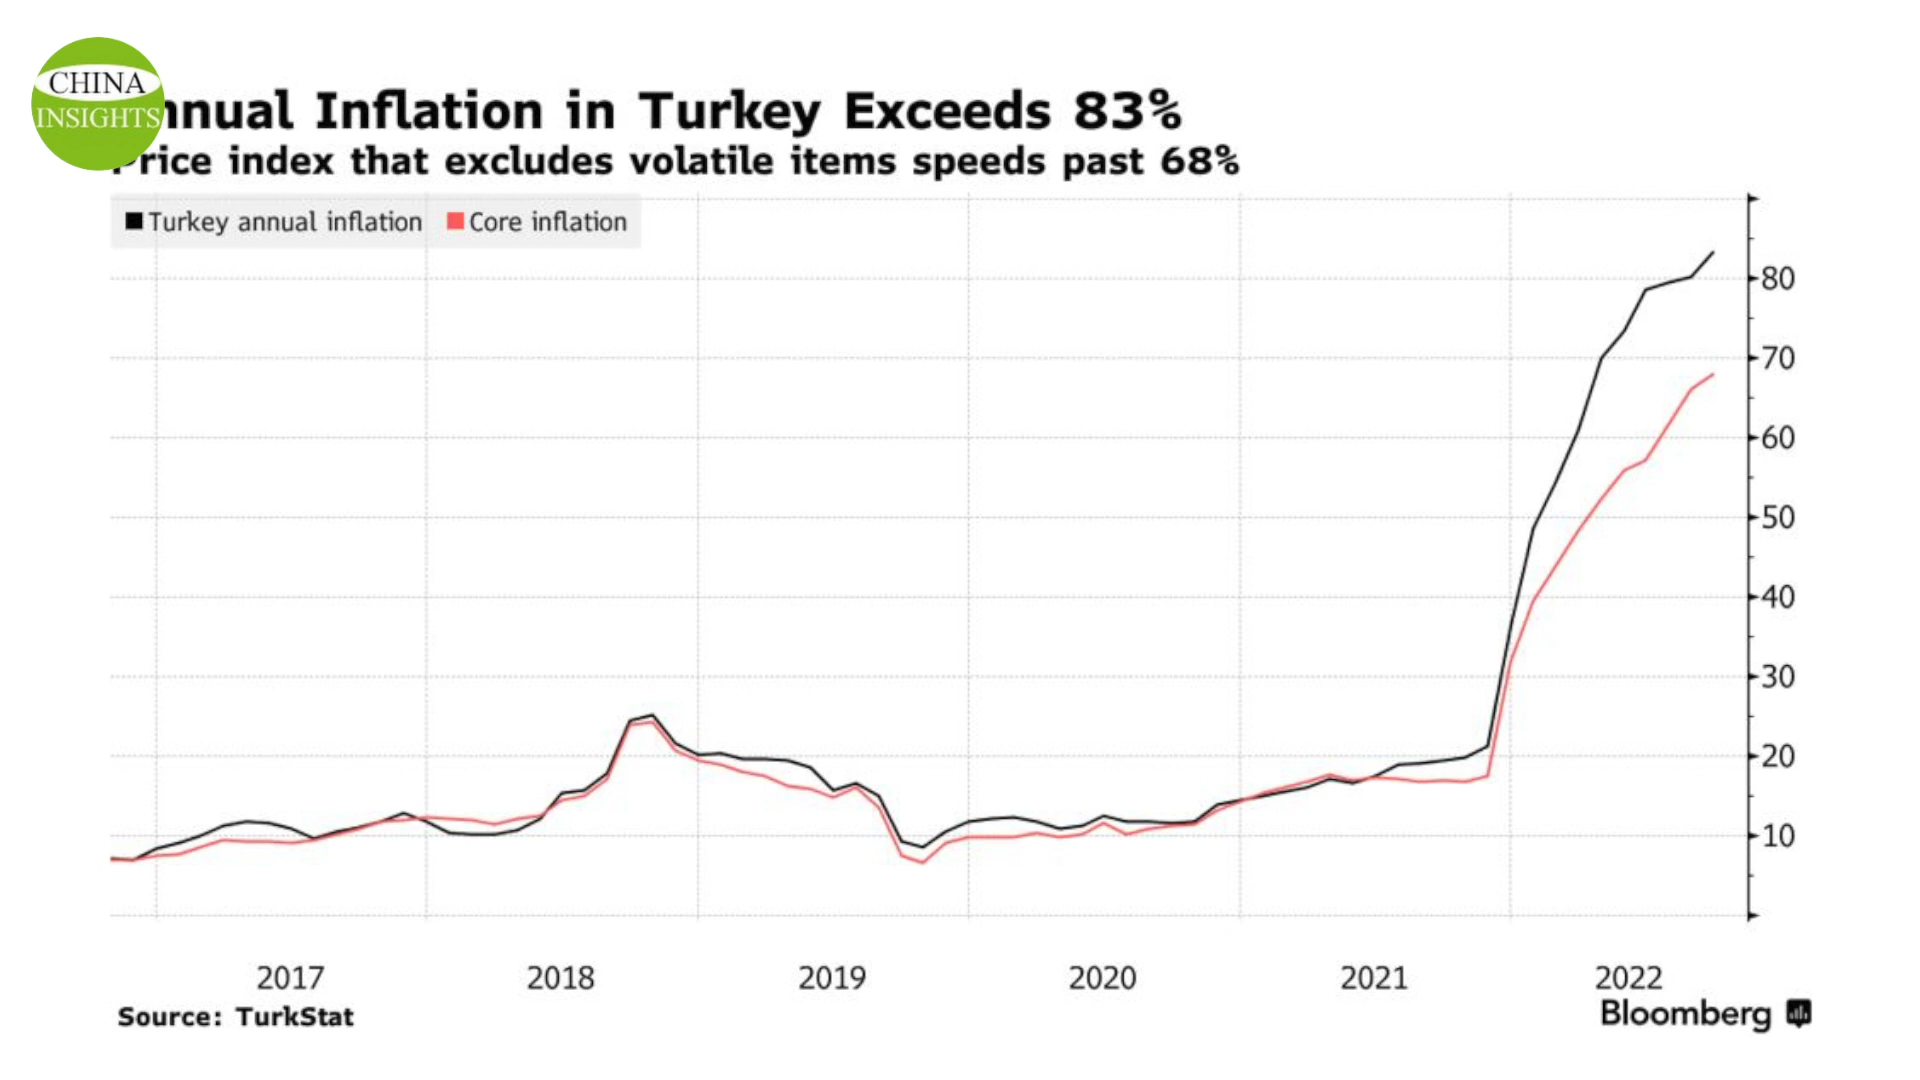 CHINA
INSIGHTS
nnual Inflation in Turkey Exceeds 83%
Price index that excludes volatile items speeds past 68%
Turkey annual inflation Core inflation
80
70
60
50
40
30
20
10
2017 2018 2019 2020 2021 2022
Source: TurkStat
Bloomberg